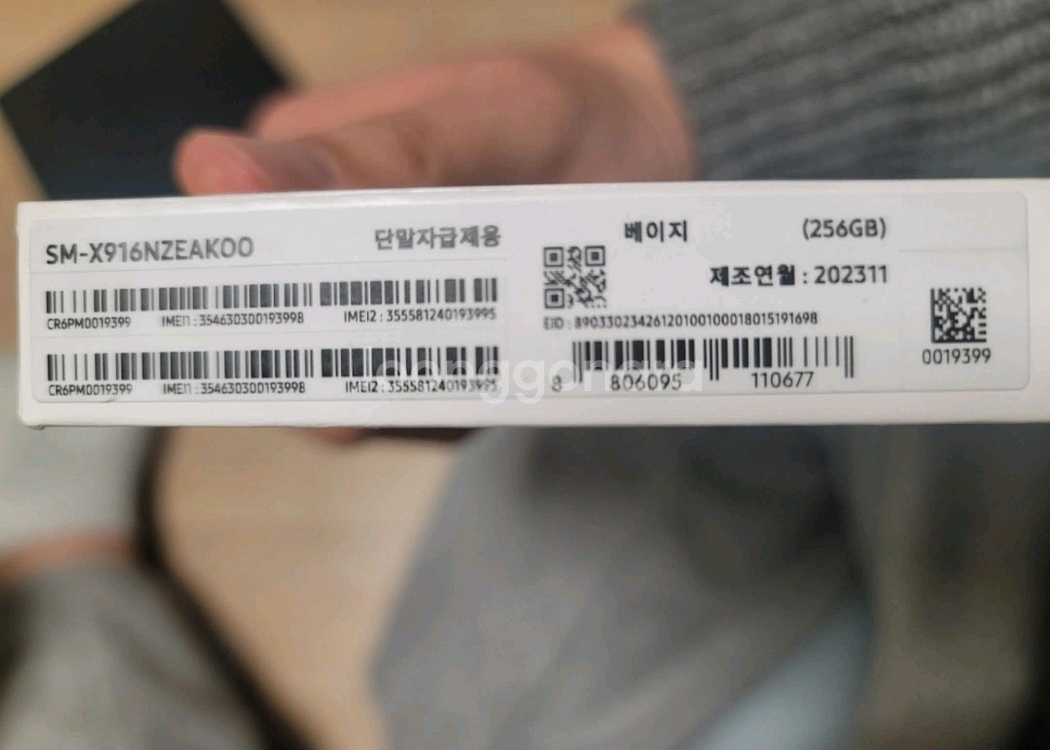 SM-X916NZEAKOO
단말자급제용
CR6PM0019399 IMEI1 : 354630300193998 IMEI2 : 355581240193995
CR6PM0019399 IMEI1 : 354630300193998 IMEI2 : 355581240193995
베이지 (256GB)
제조연월 : 202311
EID : 89033023426120100100018015191698
8 806095 110677
0019399